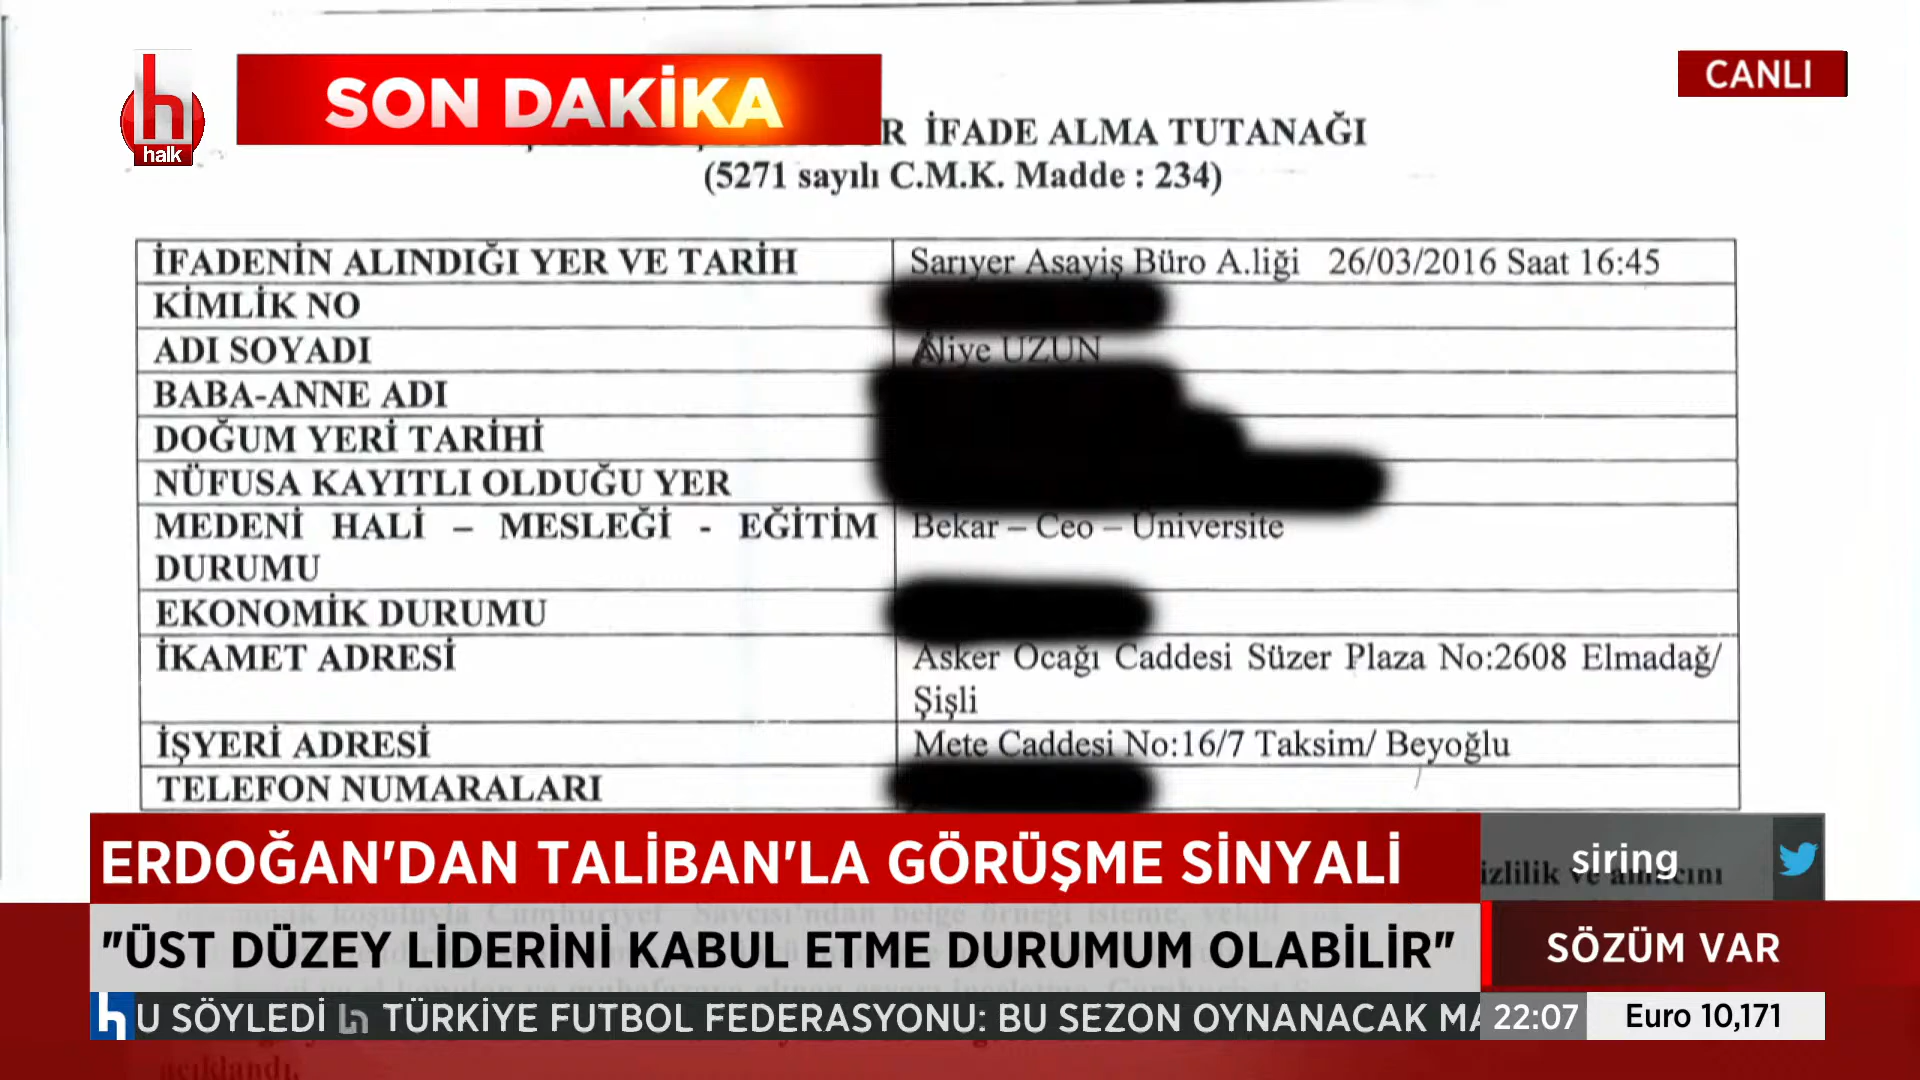 h
halk
SON DAKİKA
CANLI
R İFADE ALMA TUTANAĞI
(5271 sayılı C.M.K. Madde : 234)
İFADENİN ALINDIĞI YER VE TARİH Sarıyer Asayiş Büro A.liği 26/03/2016 Saat 16:45
KİMLİK NO
ADI SOYADI Aliye UZUN
BABA-ANNE ADI
DOĞUM YERİ TARİHİ
NÜFUSA KAYITLI OLDUĞU YER
MEDENİ HALİ – MESLEĞİ - EĞİTİM Bekar – Ceo – Üniversite
DURUMU
EKONOMİK DURUMU
İKAMET ADRESİ Asker Ocağı Caddesi Süzer Plaza No:2608 Elmadağ/
Şişli
İŞYERİ ADRESİ Mete Caddesi No:16/7 Taksim/ Beyoğlu
TELEFON NUMARALARI
ERDOĞAN'DAN TALİBAN'LA GÖRÜŞME SİNYALİ
siring
"ÜST DÜZEY LİDERİNİ KABUL ETME DURUMUM OLABİLİR"
SÖZÜM VAR
h U SÖYLEDİ h TÜRKİYE FUTBOL FEDERASYONU: BU SEZON OYNANACAK MA 22:07 Euro 10,171
açıklandı.